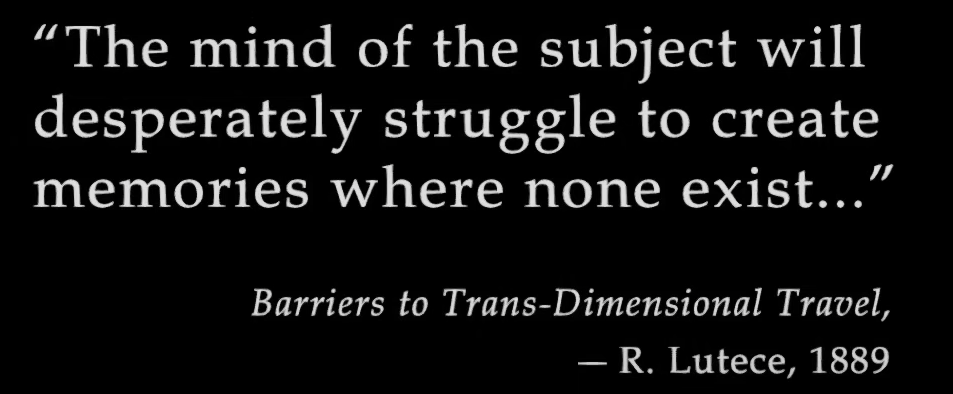 “The mind of the subject will
desperately struggle to create
memories where none exist...”
Barriers to Trans-Dimensional Travel,
— R. Lutece, 1889